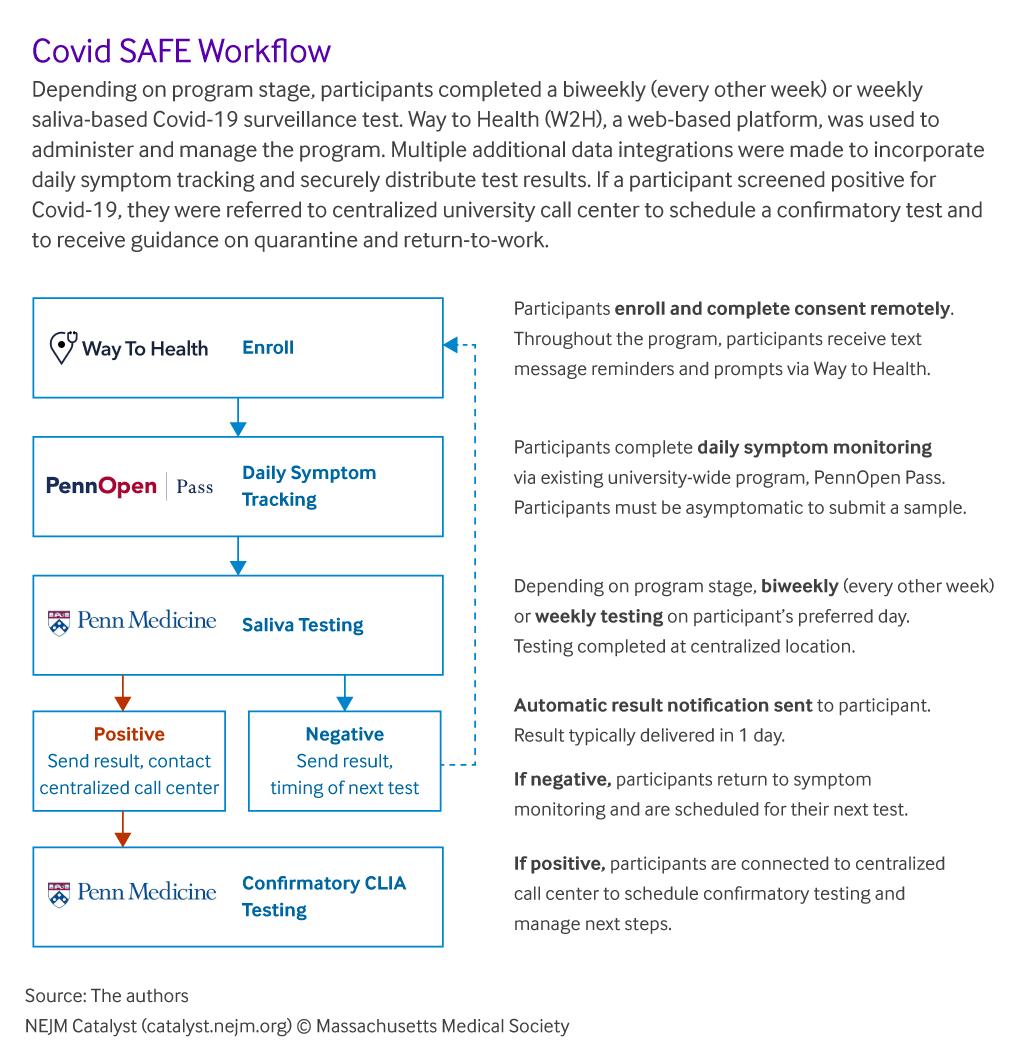 Covid SAFE Workflow
Depending on program stage, participants completed a biweekly (every other week) or weekly
saliva-based Covid-19 surveillance test. Way to Health (W2H), a web-based platform, was used to
administer and manage the program. Multiple additional data integrations were made to incorporate
daily symptom tracking and securely distribute test results. If a participant screened positive for
Covid-19, they were referred to centralized university call center to schedule a confirmatory test and
to receive guidance on quarantine and return-to-work.
Way To Health
Enroll
Participants enroll and complete consent remotely.
Throughout the program, participants receive text
message reminders and prompts via Way to Health.
PennOpen Pass
Daily Symptom
Tracking
Participants complete daily symptom monitoring
via existing university-wide program, PennOpen Pass.
Participants must be asymptomatic to submit a sample.
Penn Medicine
Saliva Testing
Depending on program stage, biweekly (every other week)
or weekly testing on participant's preferred day.
Testing completed at centralized location.
Positive
Send result, contact
centralized call center
Negative
Send result,
timing of next test
Automatic result notification sent to participant.
Result typically delivered in 1 day.
If negative, participants return to symptom
monitoring and are scheduled for their next test.
Penn Medicine
Confirmatory CLIA
Testing
If positive, participants are connected to centralized
call center to schedule confirmatory testing and
manage next steps.
Source: The authors
NEJM Catalyst (catalyst.nejm.org) © Massachusetts Medical Society